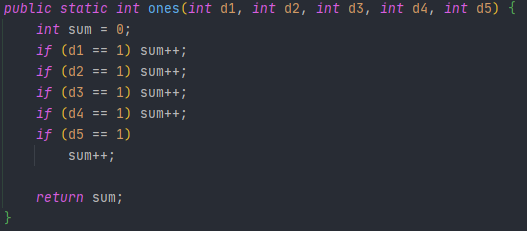 public static int ones(int d1, int d2, int d3, int d4, int d5) {
    int sum = 0;
    if (d1 == 1) sum++;
    if (d2 == 1) sum++;
    if (d3 == 1) sum++;
    if (d4 == 1) sum++;
    if (d5 == 1)
        sum++;

    return sum;
}